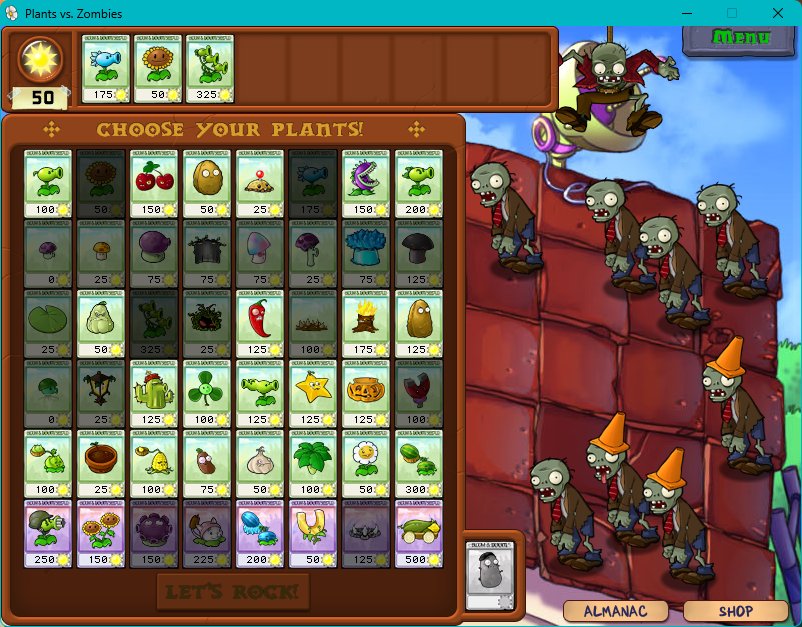 Plants vs. Zombies
Menu
50
175 50 325
CHOOSE YOUR PLANTS!
100 50 150 50 25 175 150 200
0 25 75 75 75 25 75 125
25 50 325 25 125 100 175 125
0 25 125 100 125 125 125 100
100 25 100 75 50 100 50 300
250 150 150 225 200 50 125 500
LET'S ROCK!
ALMANAC SHOP